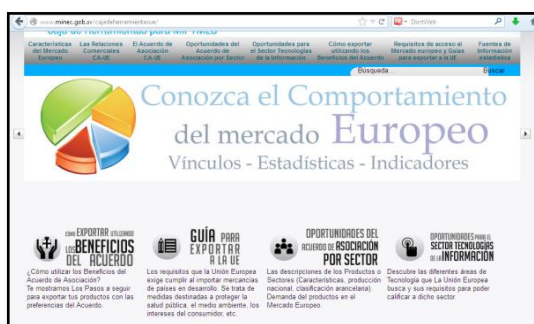 www.minec.gob.sv/cajadeherramientasue/
StartWeb
Caja de Herramientas para MIPYMES
Características del Mercado Europeo
Las Relaciones Comerciales CA-UE
El Acuerdo de Asociación CA-UE
Oportunidades del Acuerdo de Asociación por Sector
Oportunidades para el Sector Tecnologías de la Información
Cómo exportar utilizando los Beneficios del Acuerdo
Requisitos de acceso al Mercado europeo y Guías para exportar a la UE
Fuentes de Información estadística
Búsqueda...
Buscar
Conozca el Comportamiento
del mercado Europeo
Vínculos - Estadísticas - Indicadores
CÓMO EXPORTAR UTILIZANDO
LOS BENEFICIOS
DEL ACUERDO
¿Cómo utilizar los Beneficios del
Acuerdo de Asociación?
Te mostramos Los Pasos a seguir
para exportar tus productos con las
preferencias del Acuerdo.
GUÍA PARA
EXPORTAR
A LA UE
Los requisitos que la Unión Europea
exige cumplir al importar mercancías
de países en desarrollo. Se trata de
medidas destinadas a proteger la
salud pública, el medio ambiente, los
intereses del consumidor, etc.
OPORTUNIDADES DEL
ACUERDO DE ASOCIACIÓN
POR SECTOR
Las descripciones de los Productos o
Sectores (Características, producción
nacional, clasificación arancelaria).
Demanda del productos en el
Mercado Europeo.
OPORTUNIDADES PARA EL
SECTOR TECNOLOGÍAS
DE LA INFORMACIÓN
Descubre las diferentes áreas de
Tecnología que La Unión Europea
busca y sus requisitos para poder
calificar a dicho sector.